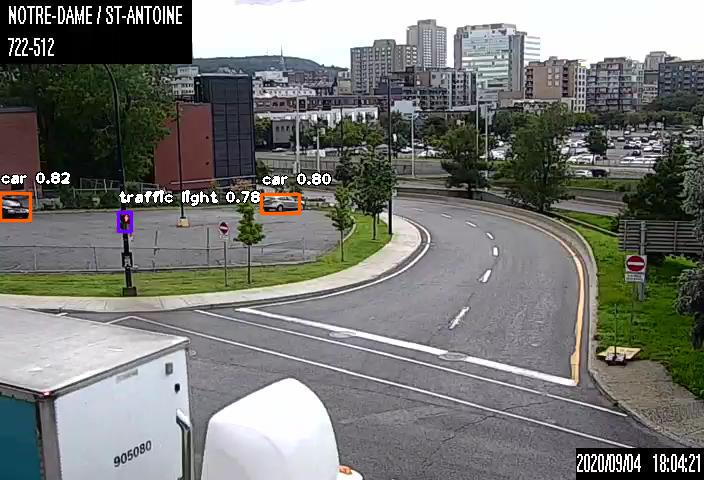 NOTRE-DAME / ST-ANTOINE
722-512
car 0.82
car 0.80
traffic light 0.78
905080
2020/09/04 18:04:21